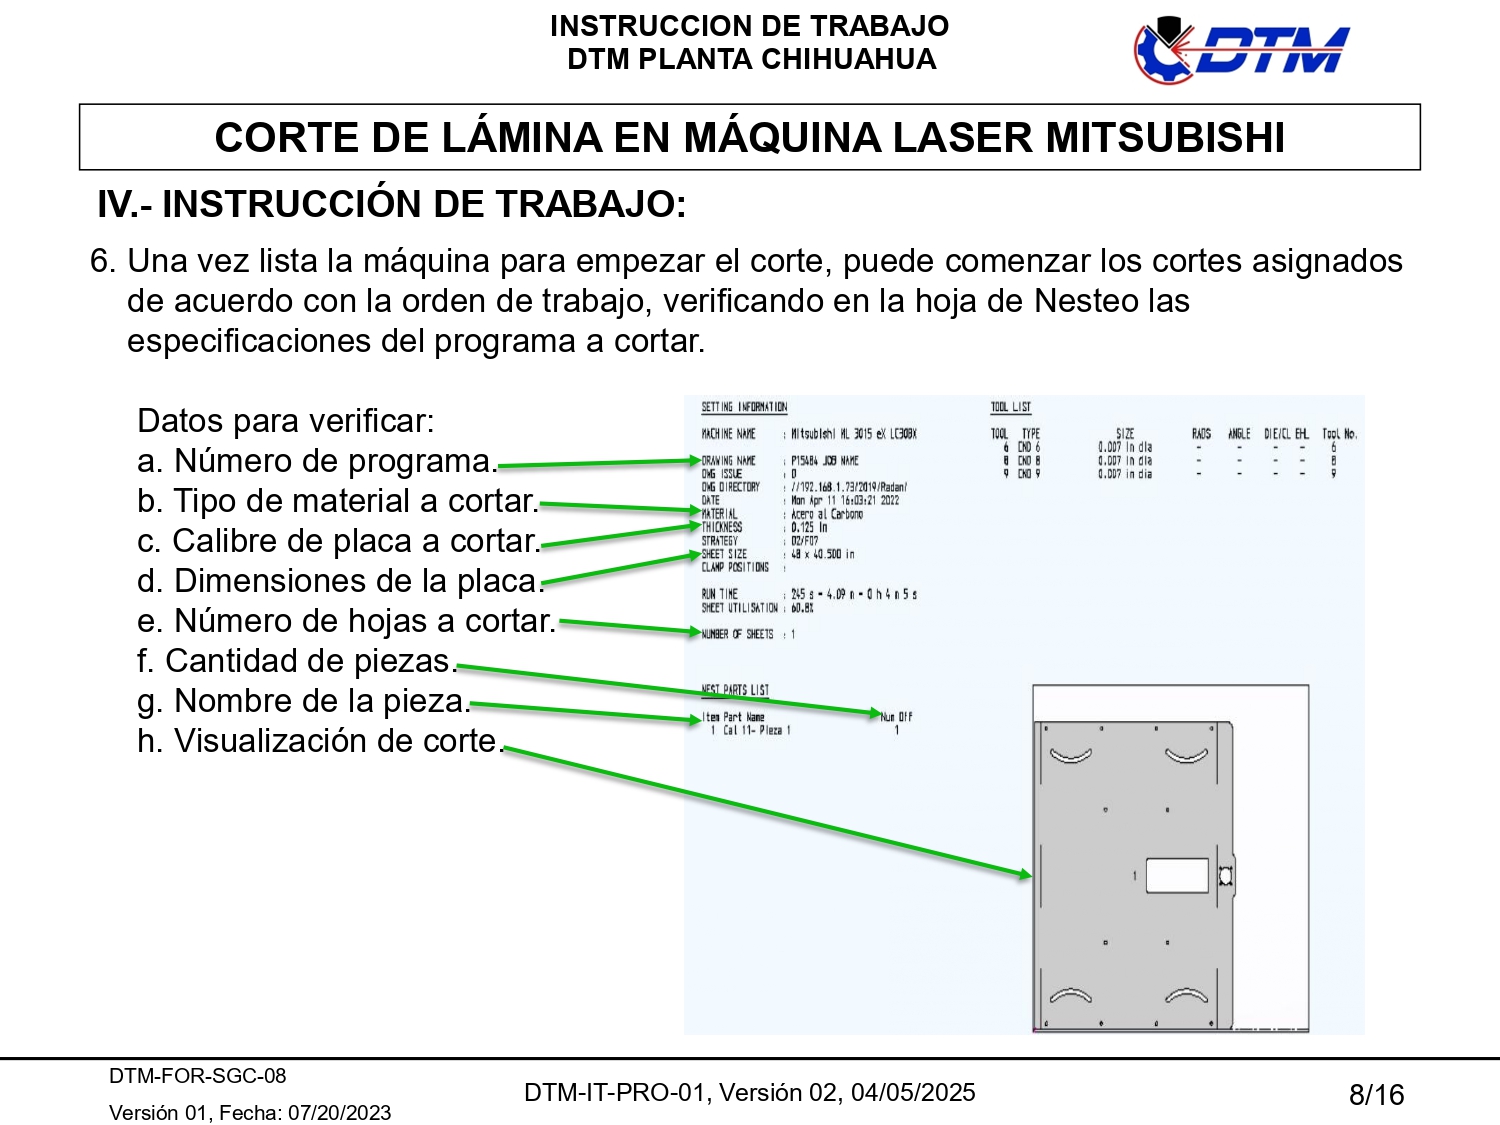 INSTRUCCION DE TRABAJO
DTM PLANTA CHIHUAHUA
DTM
CORTE DE LÁMINA EN MÁQUINA LASER MITSUBISHI
IV.- INSTRUCCIÓN DE TRABAJO:
6. Una vez lista la máquina para empezar el corte, puede comenzar los cortes asignados
de acuerdo con la orden de trabajo, verificando en la hoja de Nesteo las
especificaciones del programa a cortar.
Datos para verificar:
a. Número de programa.
b. Tipo de material a cortar.
c. Calibre de placa a cortar.
d. Dimensiones de la placa.
e. Número de hojas a cortar.
f. Cantidad de piezas.
g. Nombre de la pieza.
h. Visualización de corte.
SETTING INFORMATION
MACHINE NAME : Mitsubishi ML 3015 eX LC30BX
DRAWING NAME : P15484 JOB NAME
DWG ISSUE : 0
DWG DIRECTORY : //192.168.1.73/2019/Radan/
DATE : Mon Apr 11 16:03:21 2022
MATERIAL : Acero al Carbono
THICKNESS : 0.125 in
STRATEGY : D2/F07
SHEET SIZE : 48 x 40.500 in
CLAMP POSITIONS :
RUN TIME : 245 s = 4.09 m = 0 h 4 m 5 s
SHEET UTILISATION : 60.8%
NUMBER OF SHEETS : 1
TOOL LIST
TOOL TYPE SIZE RADS ANGLE DIE/CL EHL Tool No.
6 CND 6 0.007 in dia - - - - 6
8 CND 8 0.007 in dia - - - - 8
9 CND 9 0.007 in dia - - - - 9
NEST PARTS LIST
Item Part Name Num Off
1 Cal 11- Pieza 1 1
1
DTM-FOR-SGC-08
Versión 01, Fecha: 07/20/2023
DTM-IT-PRO-01, Versión 02, 04/05/2025
8/16